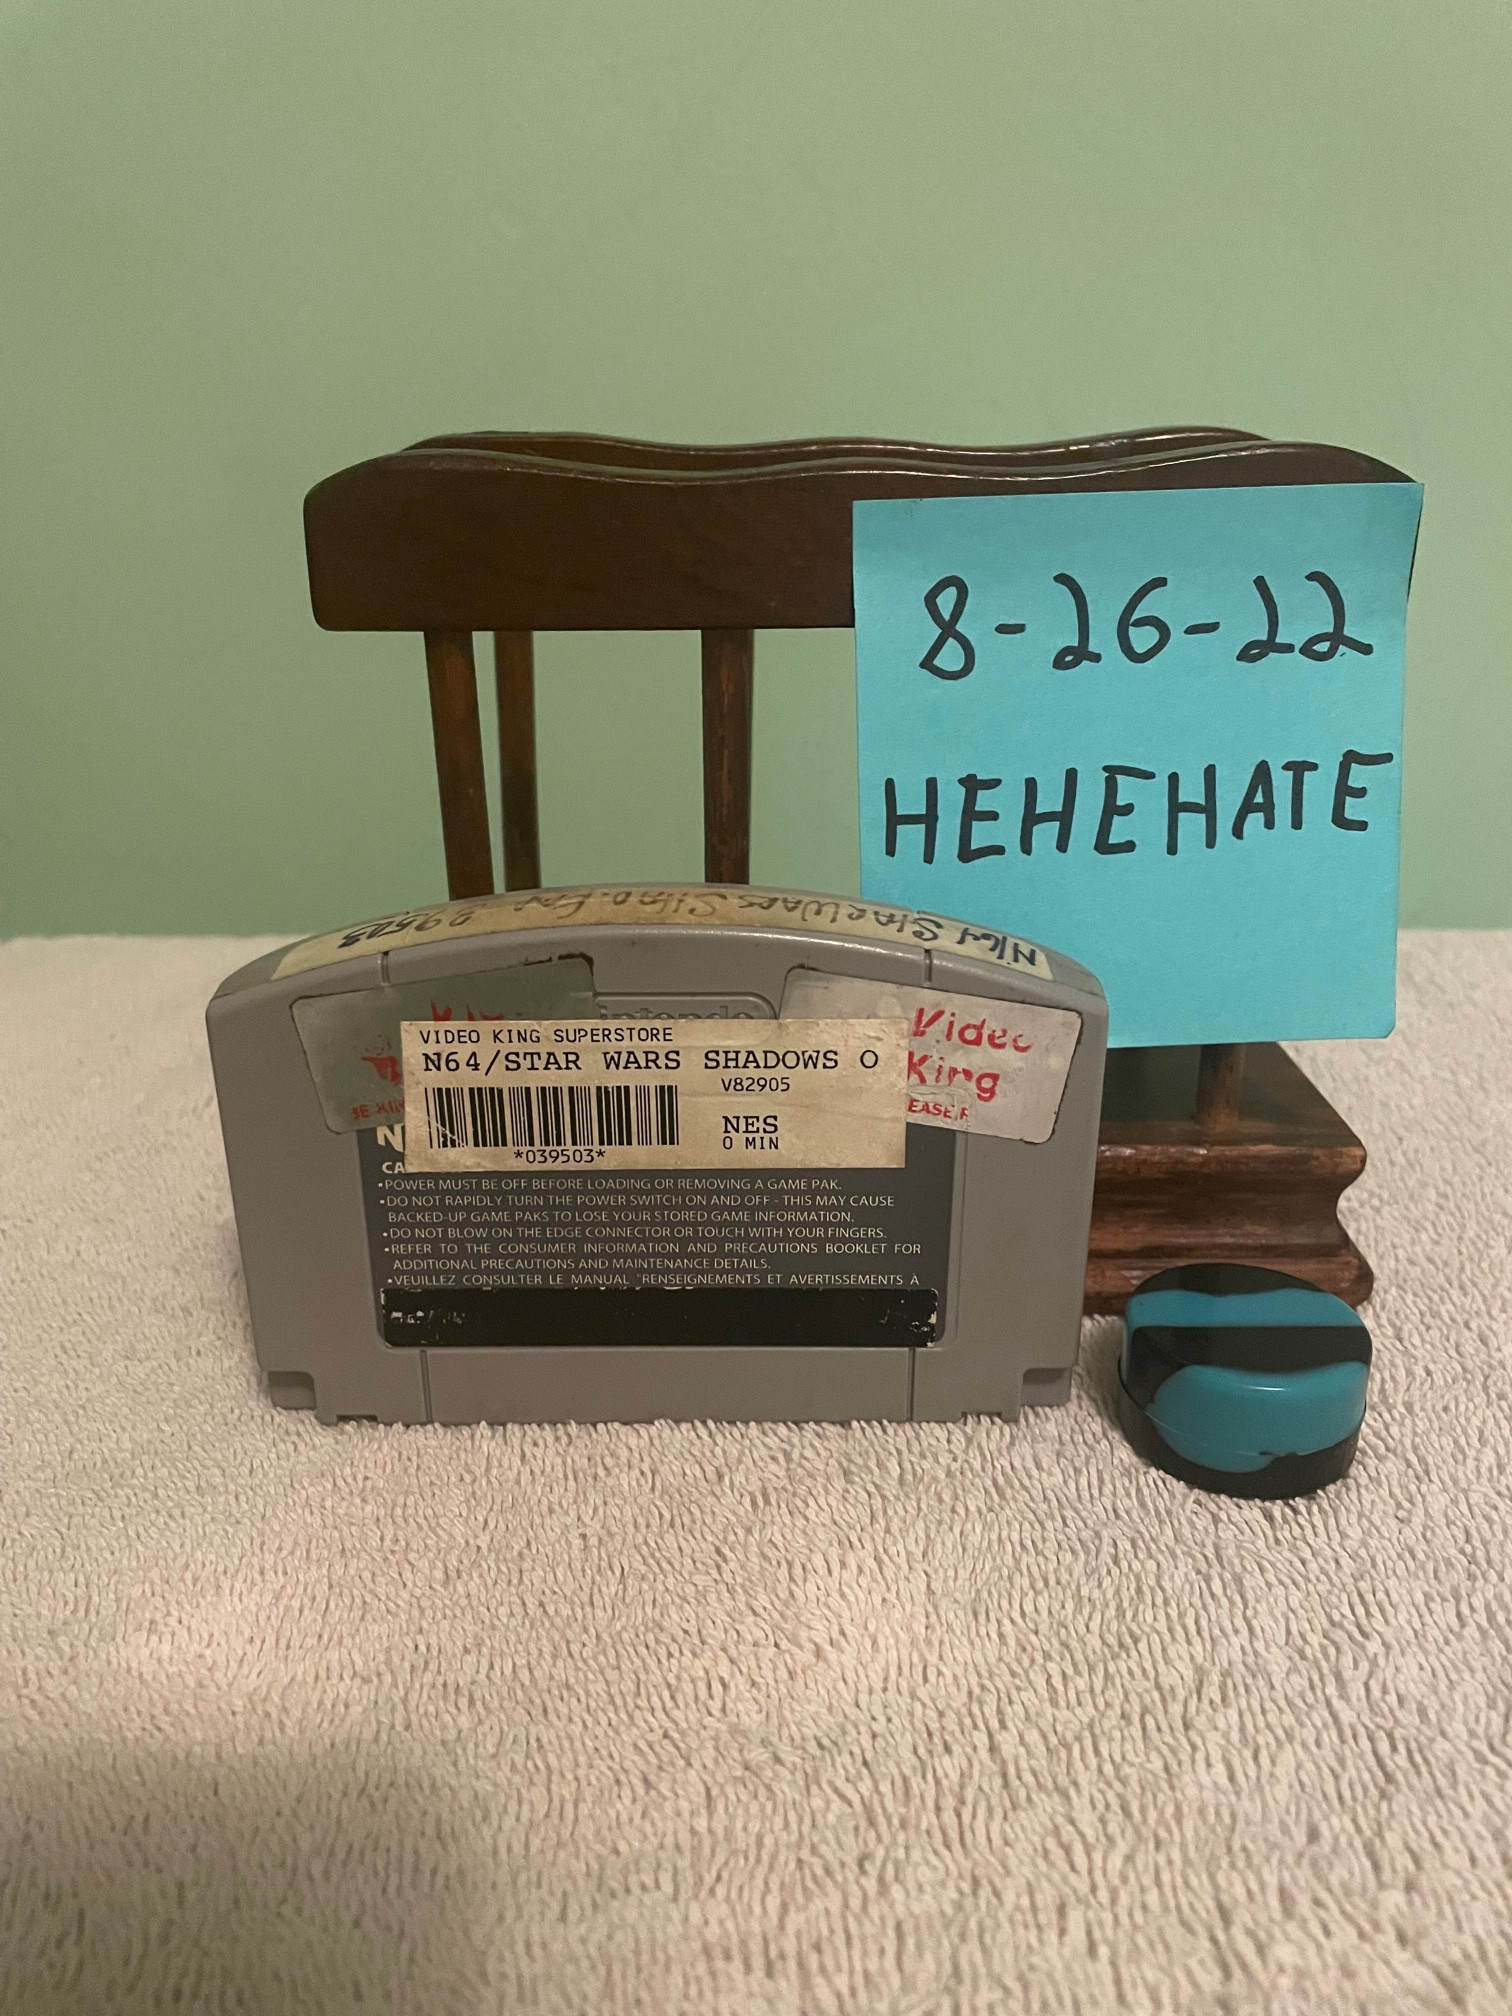 8-26-22
HEHEHATE
N64 STAR WARS
Nintendo
VIDEO KING SUPERSTORE
N64/STAR WARS SHADOWS O
V82905
NES
0 MIN
*039503*
Video
King
•POWER MUST BE OFF BEFORE LOADING OR REMOVING A GAME PAK.
•DO NOT RAPIDLY TURN THE POWER SWITCH ON AND OFF - THIS MAY CAUSE
BACKED-UP GAME PAKS TO LOSE YOUR STORED GAME INFORMATION.
•DO NOT BLOW ON THE EDGE CONNECTOR OR TOUCH WITH YOUR FINGERS.
•REFER TO THE CONSUMER INFORMATION AND PRECAUTIONS BOOKLET FOR
ADDITIONAL PRECAUTIONS AND MAINTENANCE DETAILS.
•VEUILLEZ CONSULTER LE MANUAL "RENSEIGNEMENTS ET AVERTISSEMENTS À